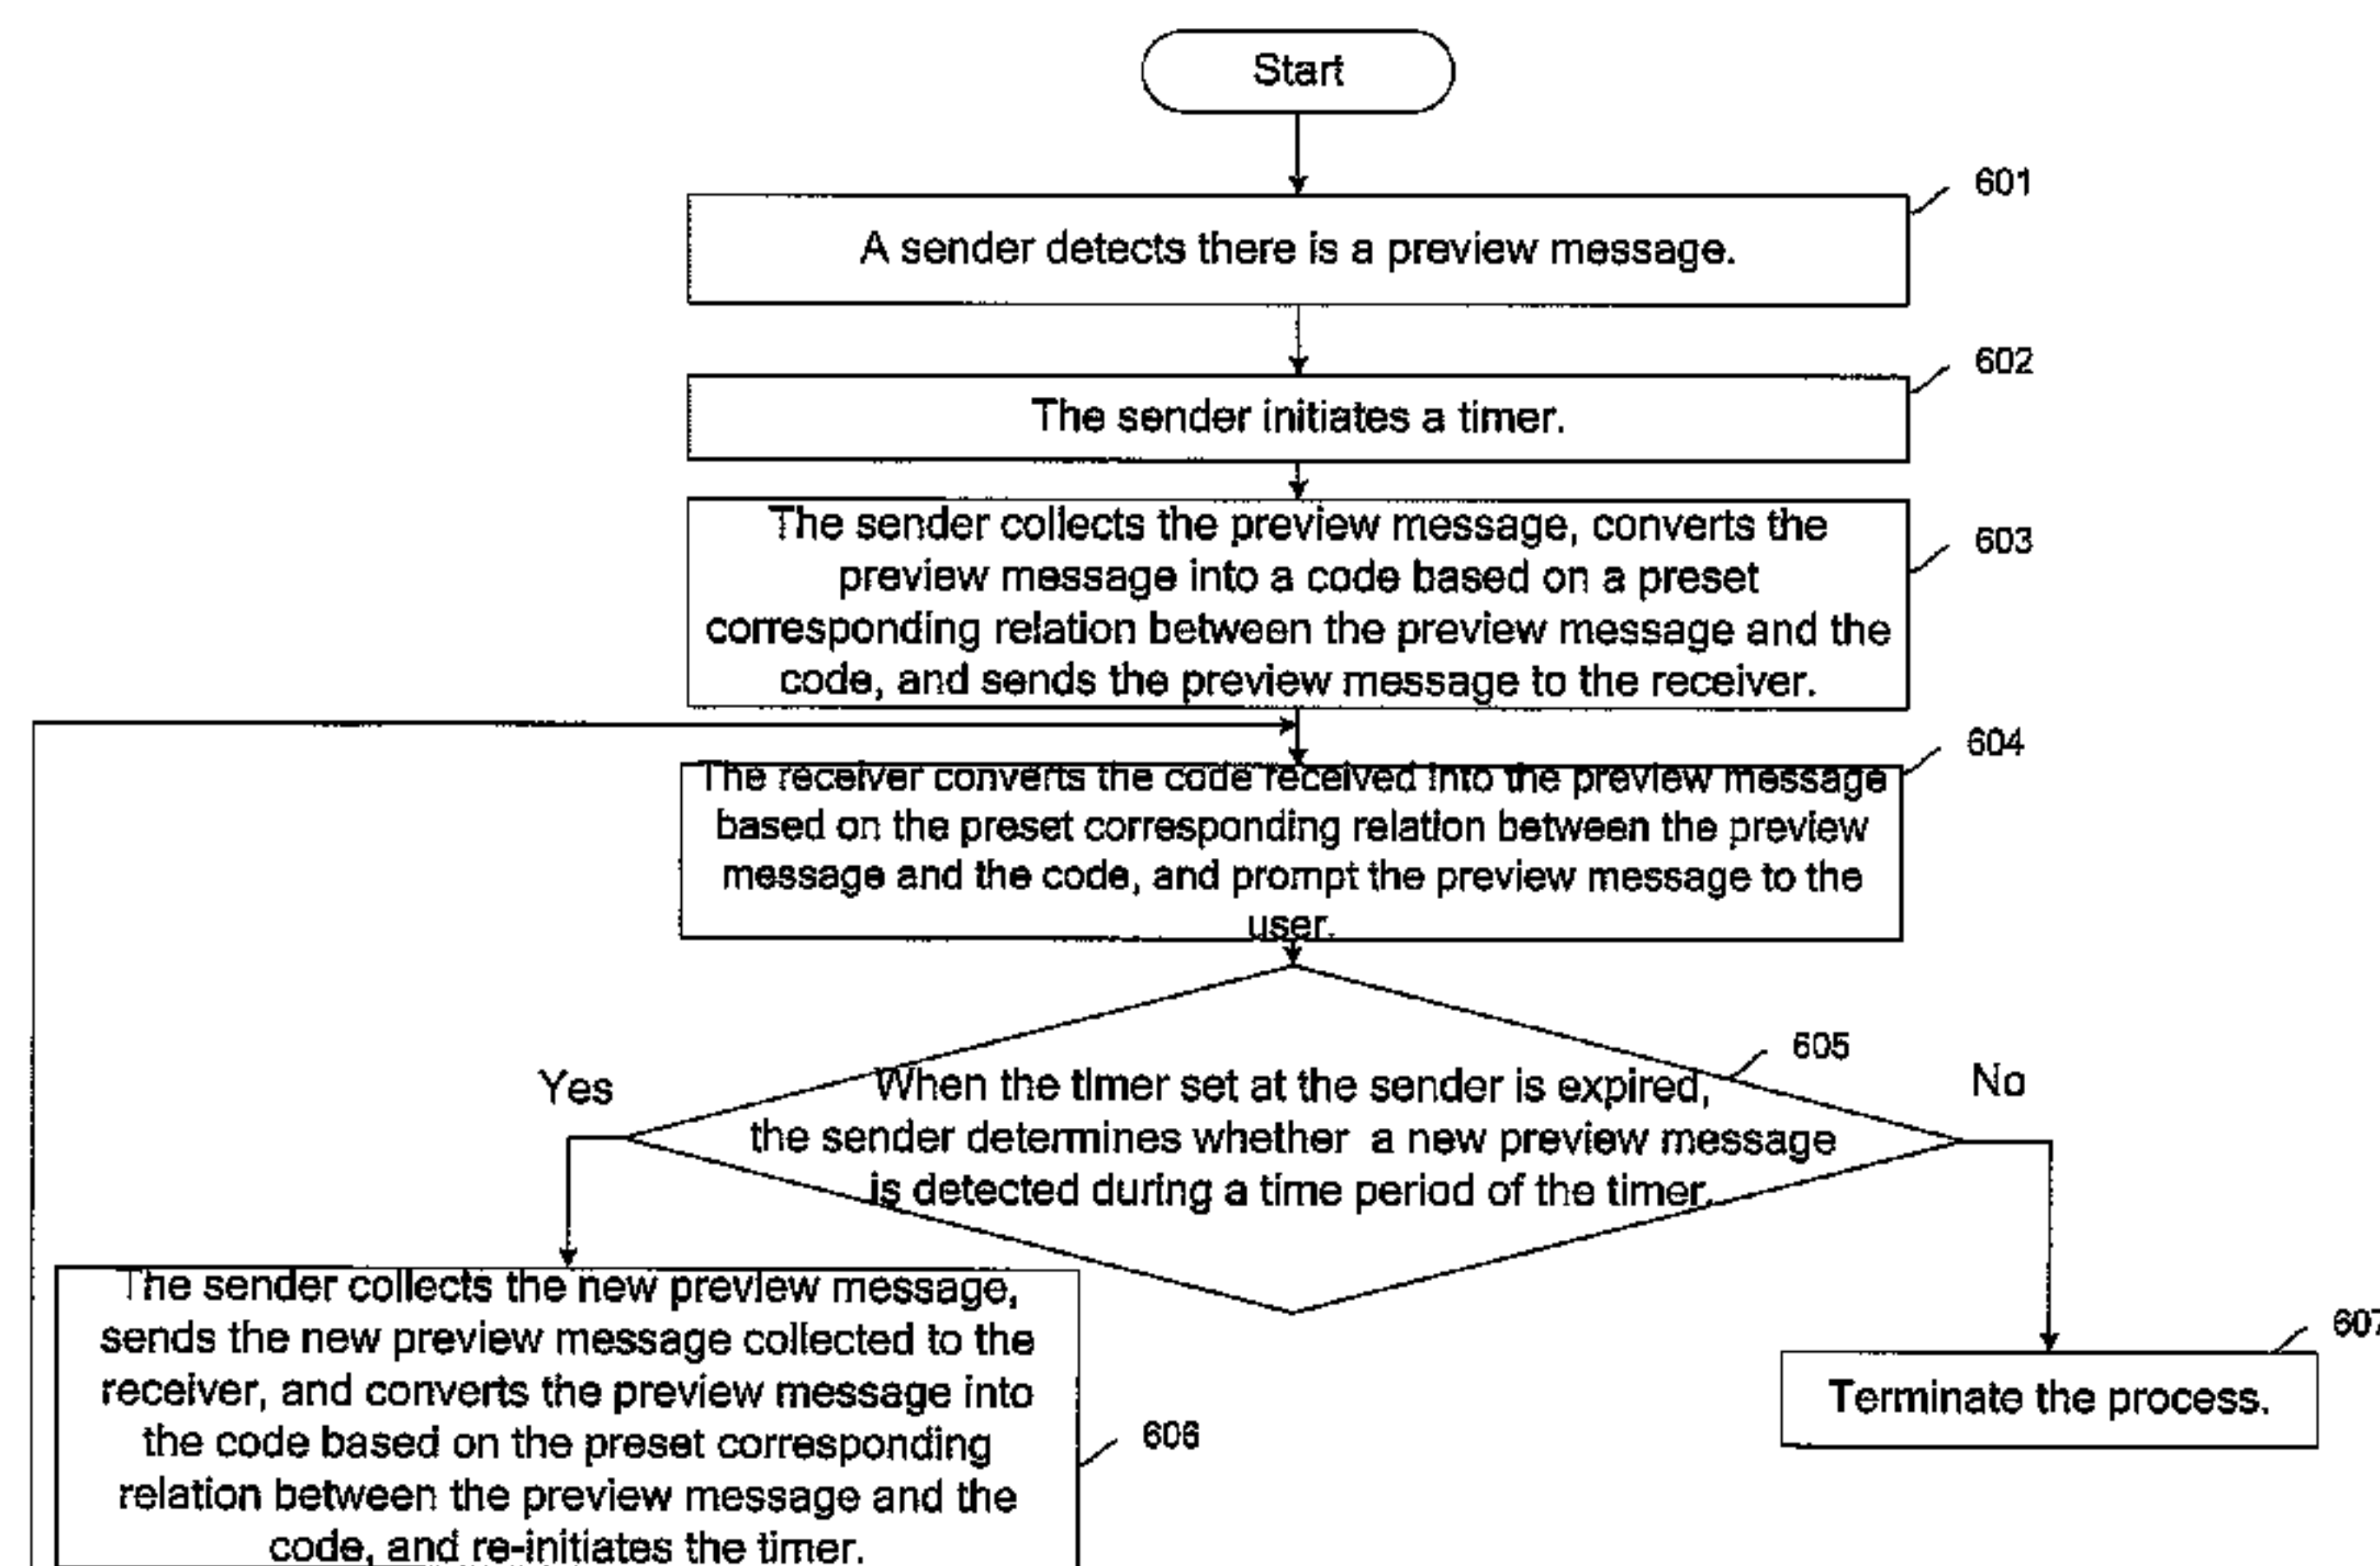 Start
601
A sender detects there is a preview message.
602
The sender initiates a timer.
603
The sender collects the preview message, converts the
preview message into a code based on a preset
corresponding relation between the preview message and the
code, and sends the preview message to the receiver.
604
The receiver converts the code received into the preview message
based on the preset corresponding relation between the preview
message and the code, and prompt the preview message to the
user.
605
Yes
No
When the timer set at the sender is expired,
the sender determines whether a new preview message
is detected during a time period of the timer.
The sender collects the new preview message,
sends the new preview message collected to the
receiver, and converts the preview message into
the code based on the preset corresponding
relation between the preview message and the
code, and re-initiates the timer.
606
607
Terminate the process.